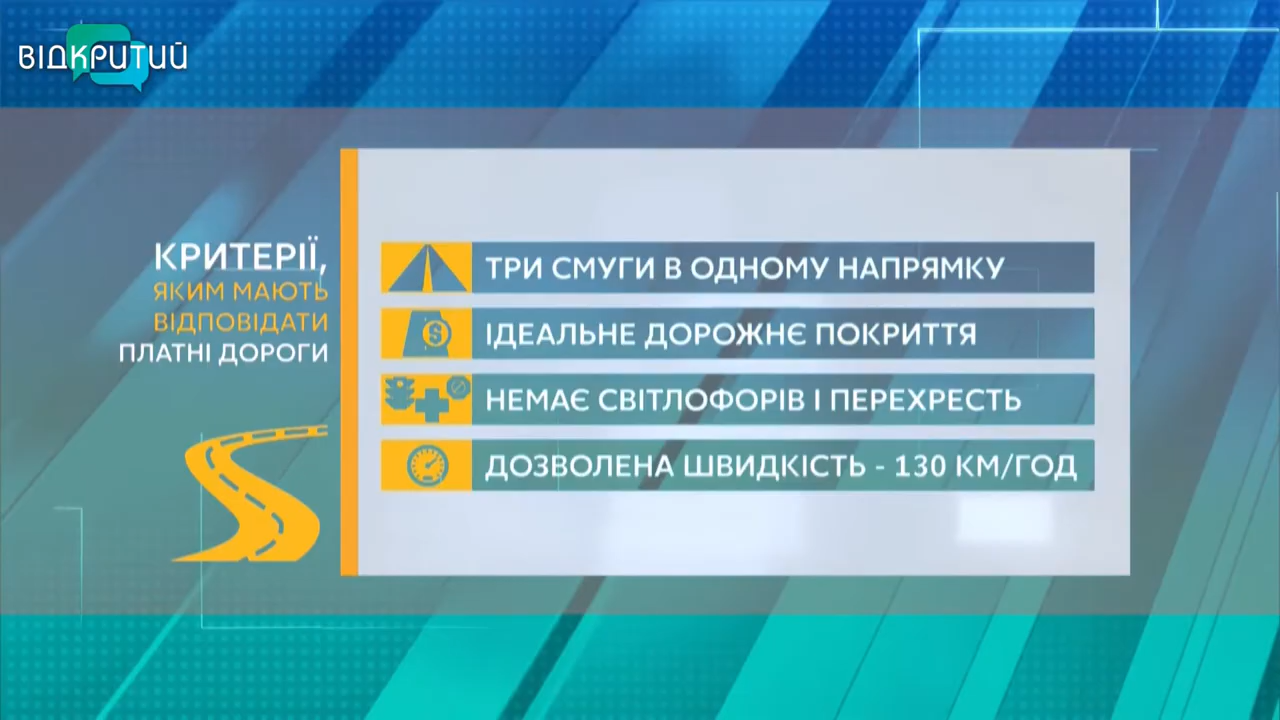 ВІДКРИТИЙ
КРИТЕРІЇ,
ЯКИМ МАЮТЬ
ВІДПОВІДАТИ
ПЛАТНІ ДОРОГИ
ТРИ СМУГИ В ОДНОМУ НАПРЯМКУ
ІДЕАЛЬНЕ ДОРОЖНЄ ПОКРИТТЯ
НЕМАЄ СВІТЛОФОРІВ І ПЕРЕХРЕСТЬ
ДОЗВОЛЕНА ШВИДКІСТЬ - 130 КМ/ГОД